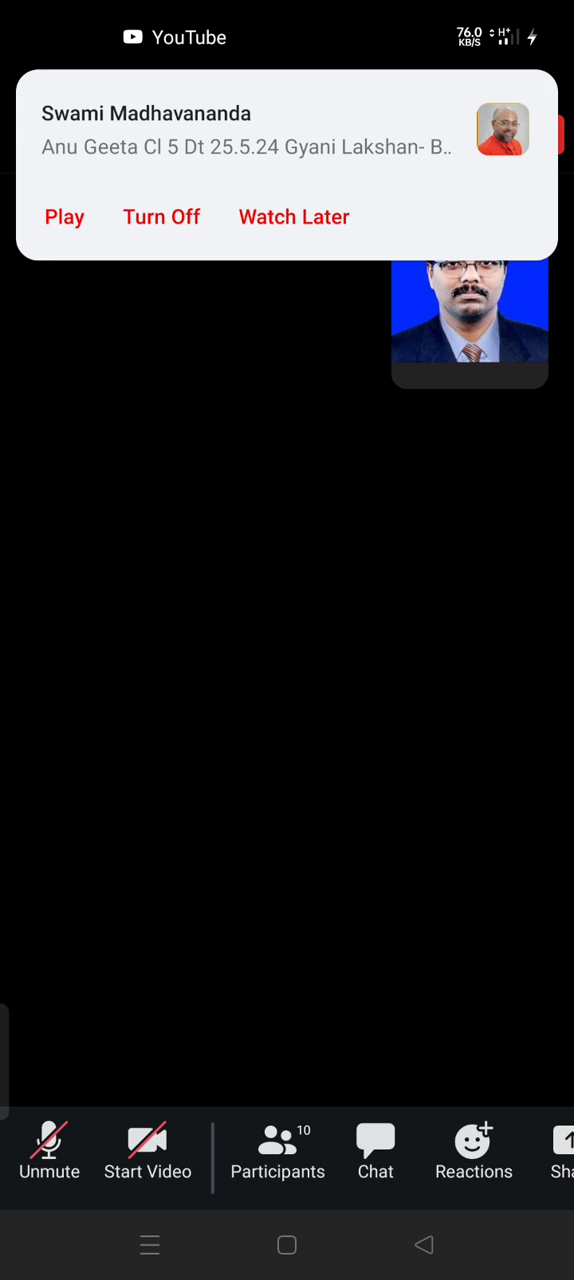 YouTube
76.0 KB/S H+
Swami Madhavananda
Anu Geeta Cl 5 Dt 25.5.24 Gyani Lakshan- B..
Play Turn Off Watch Later
10
Unmute Start Video Participants Chat Reactions Sha